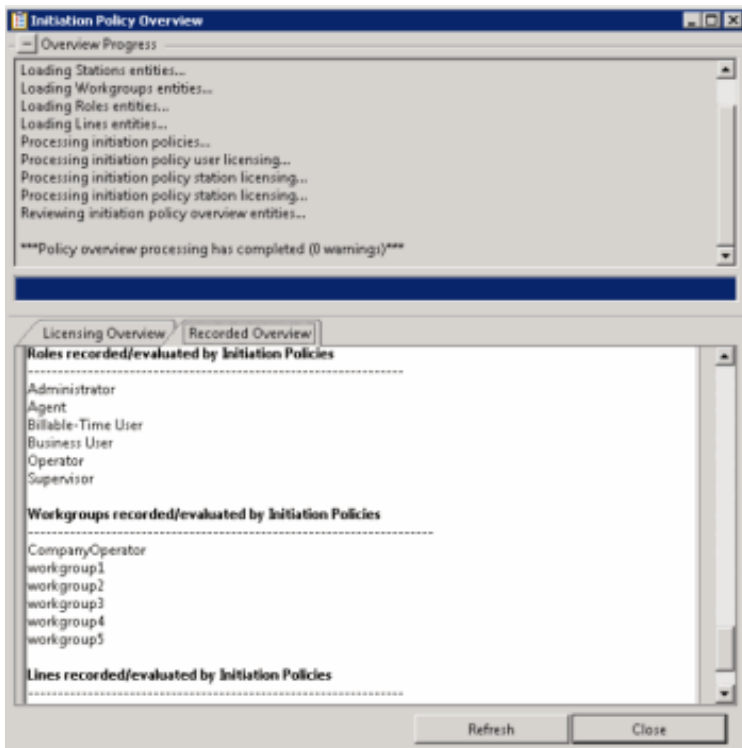 Initiation Policy Overview
Overview Progress
Loading Stations entities...
Loading Workgroups entities...
Loading Roles entities...
Loading Lines entities...
Processing initiation policies...
Processing initiation policy user licensing...
Processing initiation policy station licensing...
Processing initiation policy station licensing...
Reviewing initiation policy overview entities...
***Policy overview processing has completed (0 warnings)***
Licensing Overview Recorded Overview
Roles recorded/evaluated by Initiation Policies
--------------------------------------------------------------------------
Administrator
Agent
Billable-Time User
Business User
Operator
Supervisor
Workgroups recorded/evaluated by Initiation Policies
--------------------------------------------------------------------------------
CompanyOperator
workgroup1
workgroup2
workgroup3
workgroup4
workgroup5
Lines recorded/evaluated by Initiation Policies
--------------------------------------------------------------------------
Refresh Close